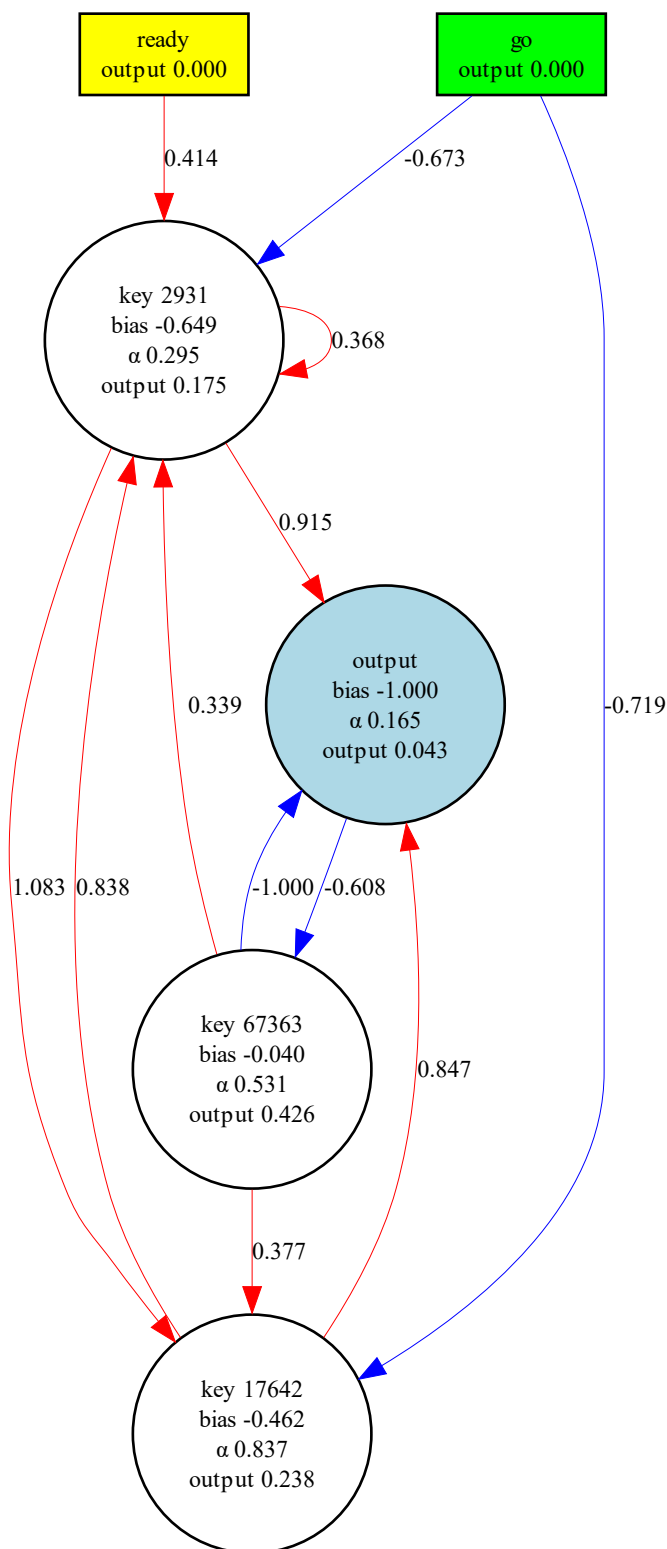 ready
output 0.000
go
output 0.000
0.414
-0.673
key 2931
bias -0.649
α 0.295
output 0.175
0.368
0.915
output
bias -1.000
α 0.165
output 0.043
0.339
-0.719
1.083
0.838
-1.000
-0.608
key 67363
bias -0.040
α 0.531
output 0.426
0.847
0.377
key 17642
bias -0.462
α 0.837
output 0.238